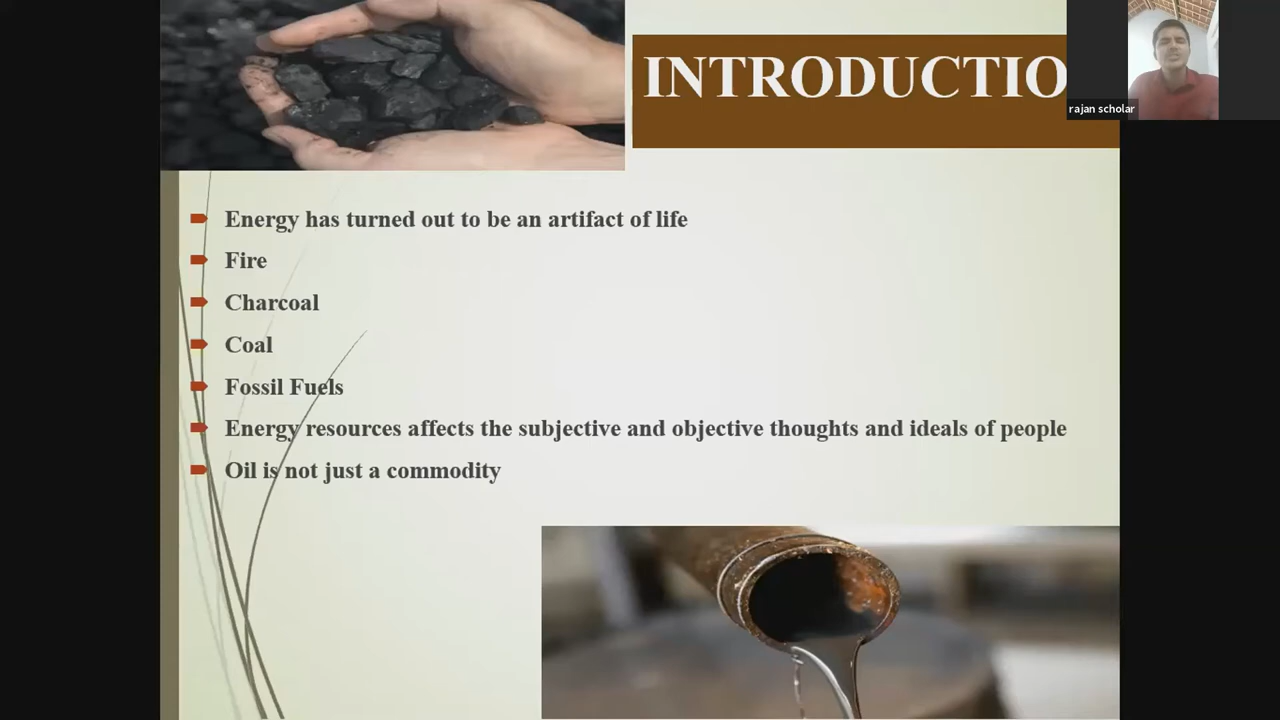 INTRODUCTIO
rajan scholar
Energy has turned out to be an artifact of life
Fire
Charcoal
Coal
Fossil Fuels
Energy resources affects the subjective and objective thoughts and ideals of people
Oil is not just a commodity